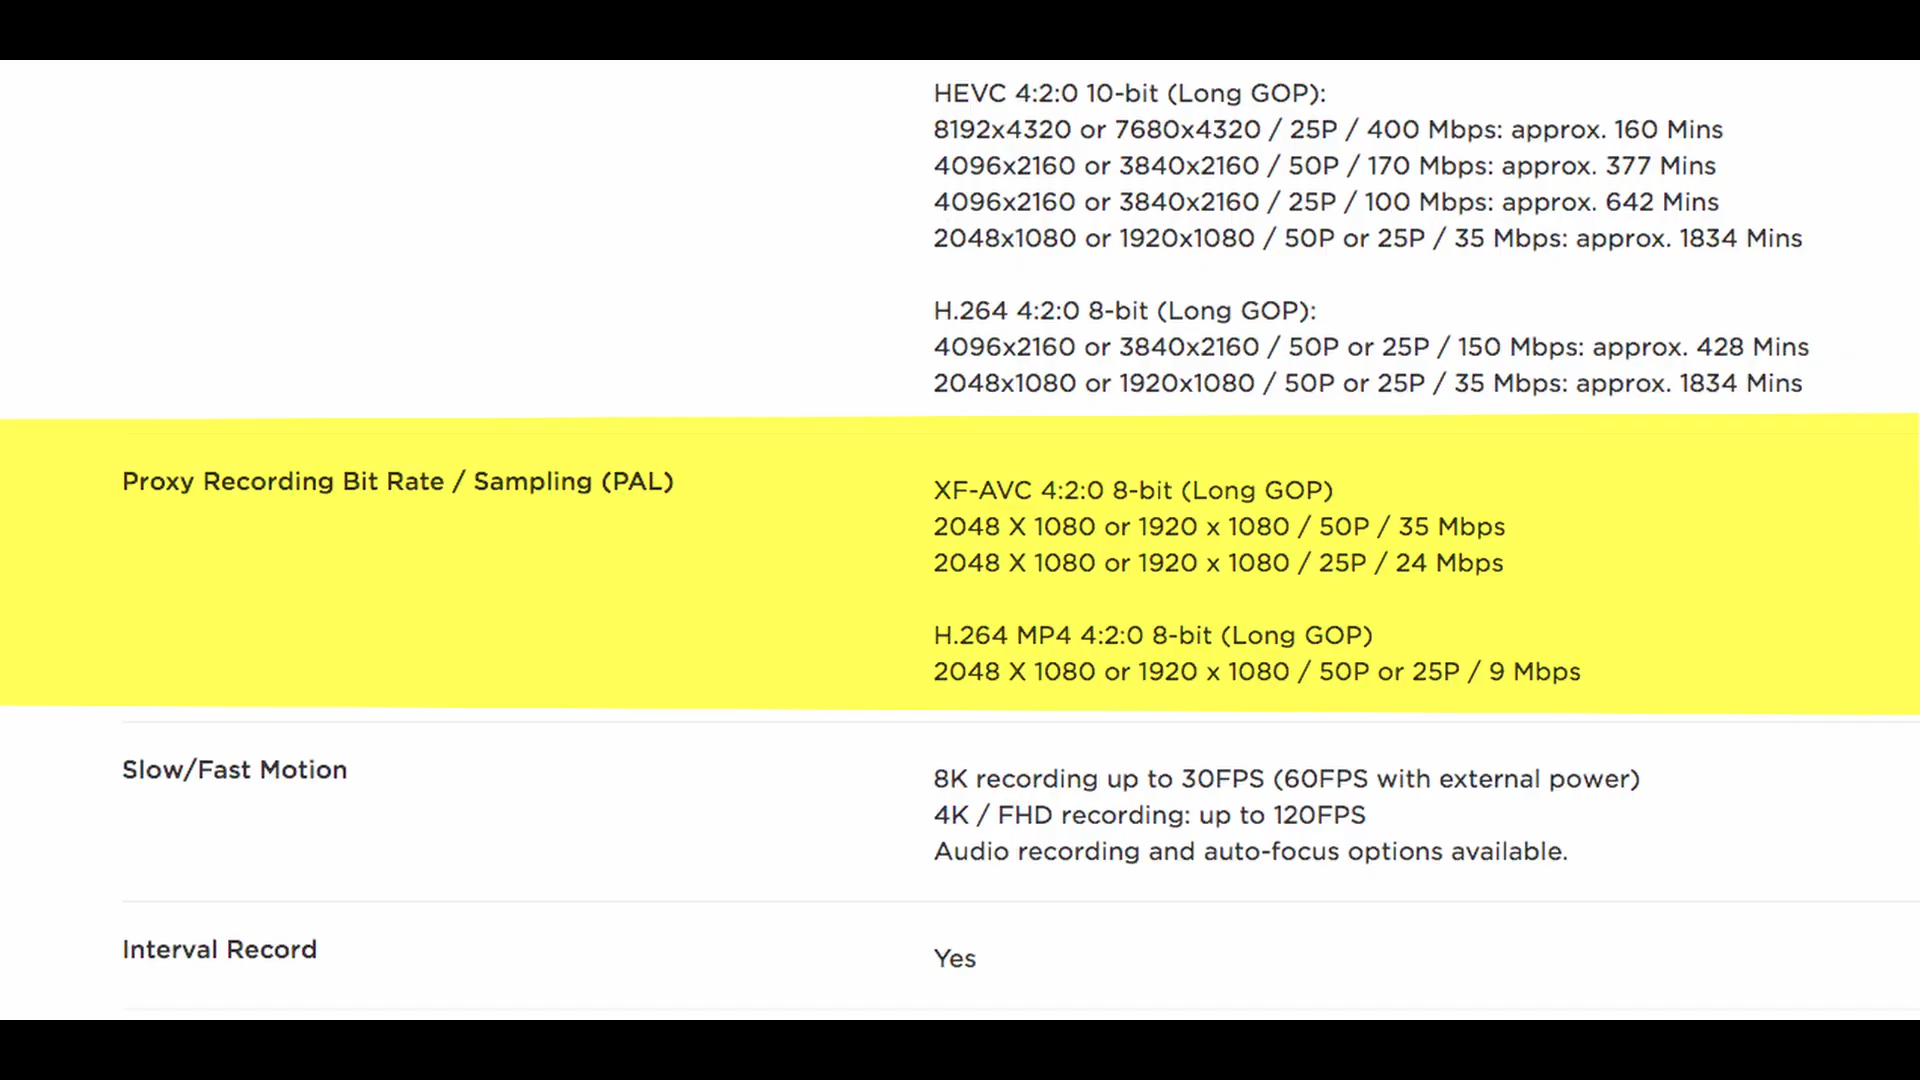 HEVC 4:2:0 10-bit (Long GOP):
8192x4320 or 7680x4320 / 25P / 400 Mbps: approx. 160 Mins
4096x2160 or 3840x2160 / 50P / 170 Mbps: approx. 377 Mins
4096x2160 or 3840x2160 / 25P / 100 Mbps: approx. 642 Mins
2048x1080 or 1920x1080 / 50P or 25P / 35 Mbps: approx. 1834 Mins
H.264 4:2:0 8-bit (Long GOP):
4096x2160 or 3840x2160 / 50P or 25P / 150 Mbps: approx. 428 Mins
2048x1080 or 1920x1080 / 50P or 25P / 35 Mbps: approx. 1834 Mins
Proxy Recording Bit Rate / Sampling (PAL)
XF-AVC 4:2:0 8-bit (Long GOP)
2048 X 1080 or 1920 x 1080 / 50P / 35 Mbps
2048 X 1080 or 1920 x 1080 / 25P / 24 Mbps
H.264 MP4 4:2:0 8-bit (Long GOP)
2048 X 1080 or 1920 x 1080 / 50P or 25P / 9 Mbps
Slow/Fast Motion
8K recording up to 30FPS (60FPS with external power)
4K / FHD recording: up to 120FPS
Audio recording and auto-focus options available.
Interval Record
Yes